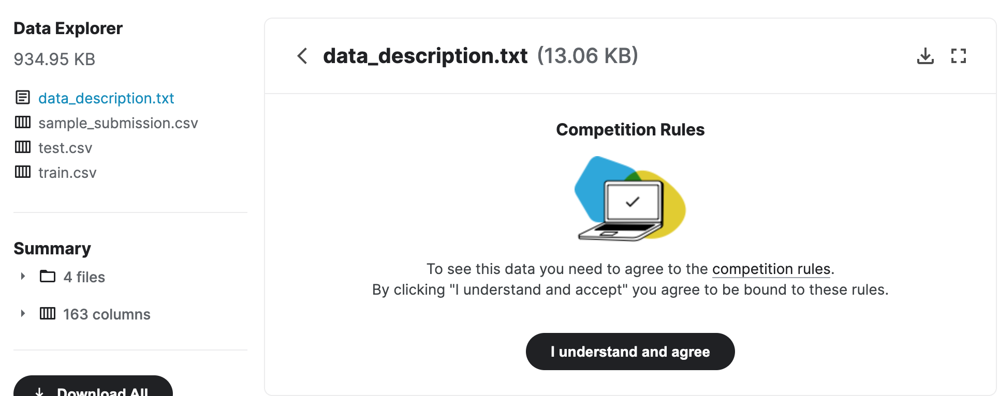 Data Explorer
934.95 KB
data_description.txt
sample_submission.csv
test.csv
train.csv
Summary
4 files
163 columns
Download All
data_description.txt (13.06 KB)
Competition Rules
To see this data you need to agree to the competition rules.
By clicking "I understand and accept" you agree to be bound to these rules.
I understand and agree